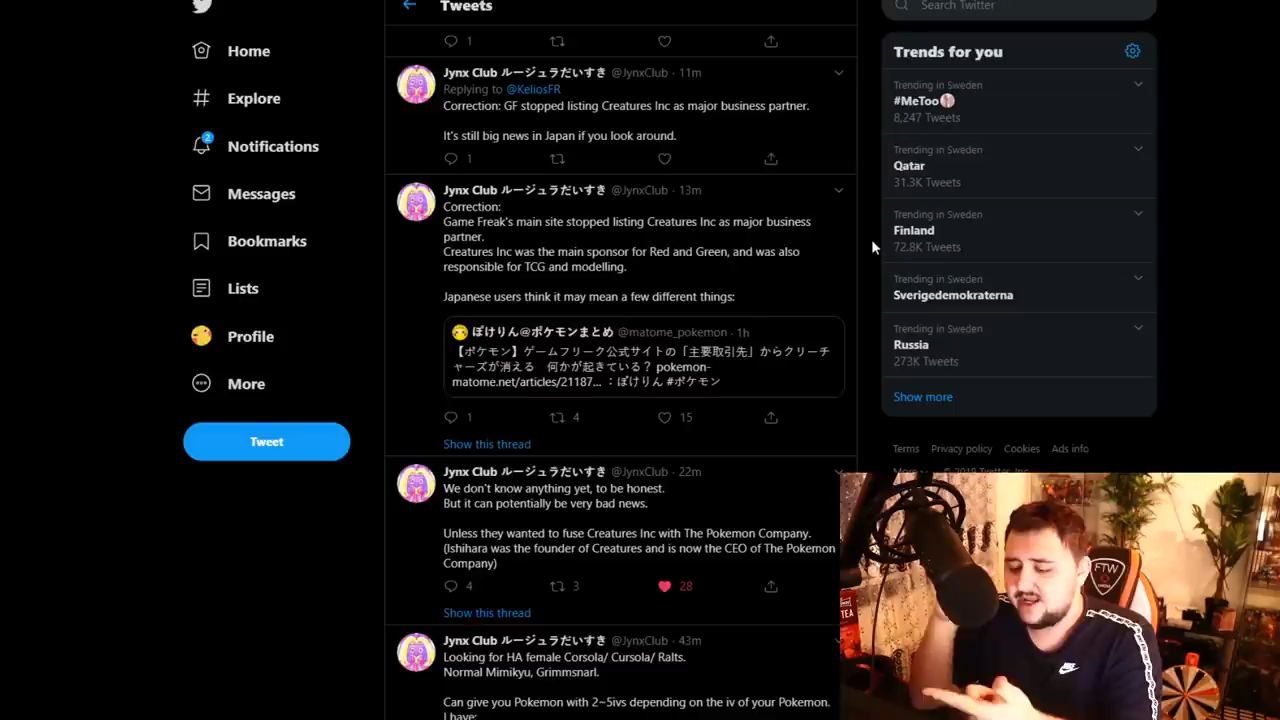 Home
Explore
2
Notifications
Messages
Bookmarks
Lists
Profile
More
Tweet
Tweets
1
Jynx Club ルージュラだいすき @JynxClub · 11m
Replying to @KeliosFR
Correction: GF stopped listing Creatures Inc as major business partner.
It's still big news in Japan if you look around.
1
Jynx Club ルージュラだいすき @JynxClub · 13m
Correction:
Game Freak's main site stopped listing Creatures Inc as major business
partner.
Creatures Inc was the main sponsor for Red and Green, and was also
responsible for TCG and modelling.
Japanese users think it may mean a few different things:
ぽけりん@ポケモンまとめ @matome_pokemon · 1h
【ポケモン】ゲームフリーク公式サイトの「主要取引先」からクリーチ
ャーズが消える 何かが起きている？ pokemon-
matome.net/articles/21187... ：ぽけりん #ポケモン
1 4 15
Show this thread
Jynx Club ルージュラだいすき @JynxClub · 22m
We don't know anything yet, to be honest.
But it can potentially be very bad news.
Unless they wanted to fuse Creatures Inc with The Pokemon Company.
(Ishihara was the founder of Creatures and is now the CEO of The Pokemon
Company)
4 3 28
Show this thread
Jynx Club ルージュラだいすき @JynxClub · 43m
Looking for HA female Corsola/ Cursola/ Ralts.
Normal Mimikyu, Grimmsnarl.
Can give you Pokemon with 2~5ivs depending on the iv of your Pokemon.
I have:
Search Twitter
Trends for you
Trending in Sweden
#MeToo
8,247 Tweets
Trending in Sweden
Qatar
31.3K Tweets
Trending in Sweden
Finland
72.8K Tweets
Trending in Sweden
Sverigedemokraterna
Trending in Sweden
Russia
273K Tweets
Show more
Terms Privacy policy Cookies Ads info
More © 2019 Twitter, Inc.
FTW
TEA